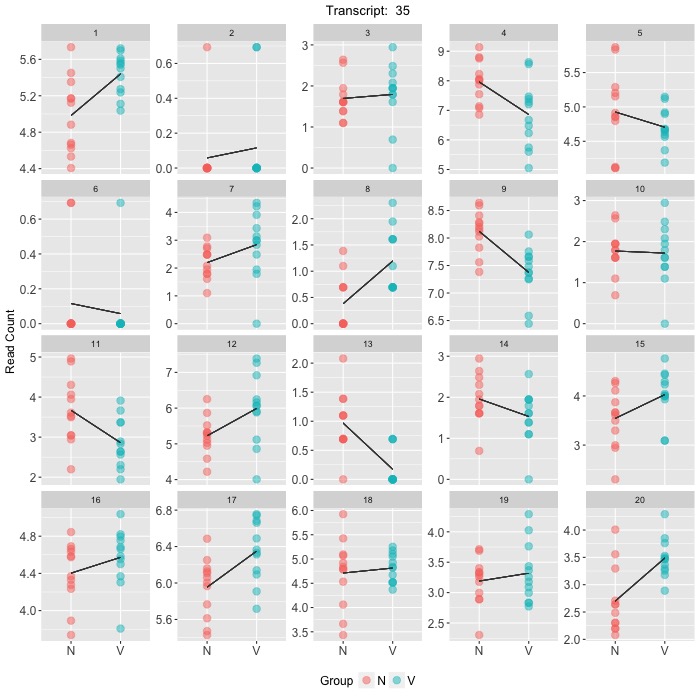 Transcript: 35
1 2 3 4 5
5.6 5.2 4.8 4.4
0.6 0.4 0.2 0.0
3 2 1 0
9 8 7 6 5
5.5 5.0 4.5
6 7 8 9 10
0.6 0.4 0.2 0.0
4 3 2 1 0
2.0 1.5 1.0 0.5 0.0
8.5 8.0 7.5 7.0 6.5
3 2 1 0
Read Count
11 12 13 14 15
5 4 3 2
7 6 5 4
2.0 1.5 1.0 0.5 0.0
3 2 1 0
4 3
16 17 18 19 20
4.8 4.4 4.0
6.8 6.4 6.0 5.6
6.0 5.5 5.0 4.5 4.0 3.5
4.0 3.5 3.0 2.5
4.0 3.5 3.0 2.5 2.0
N V N V N V N V N V
Group N V